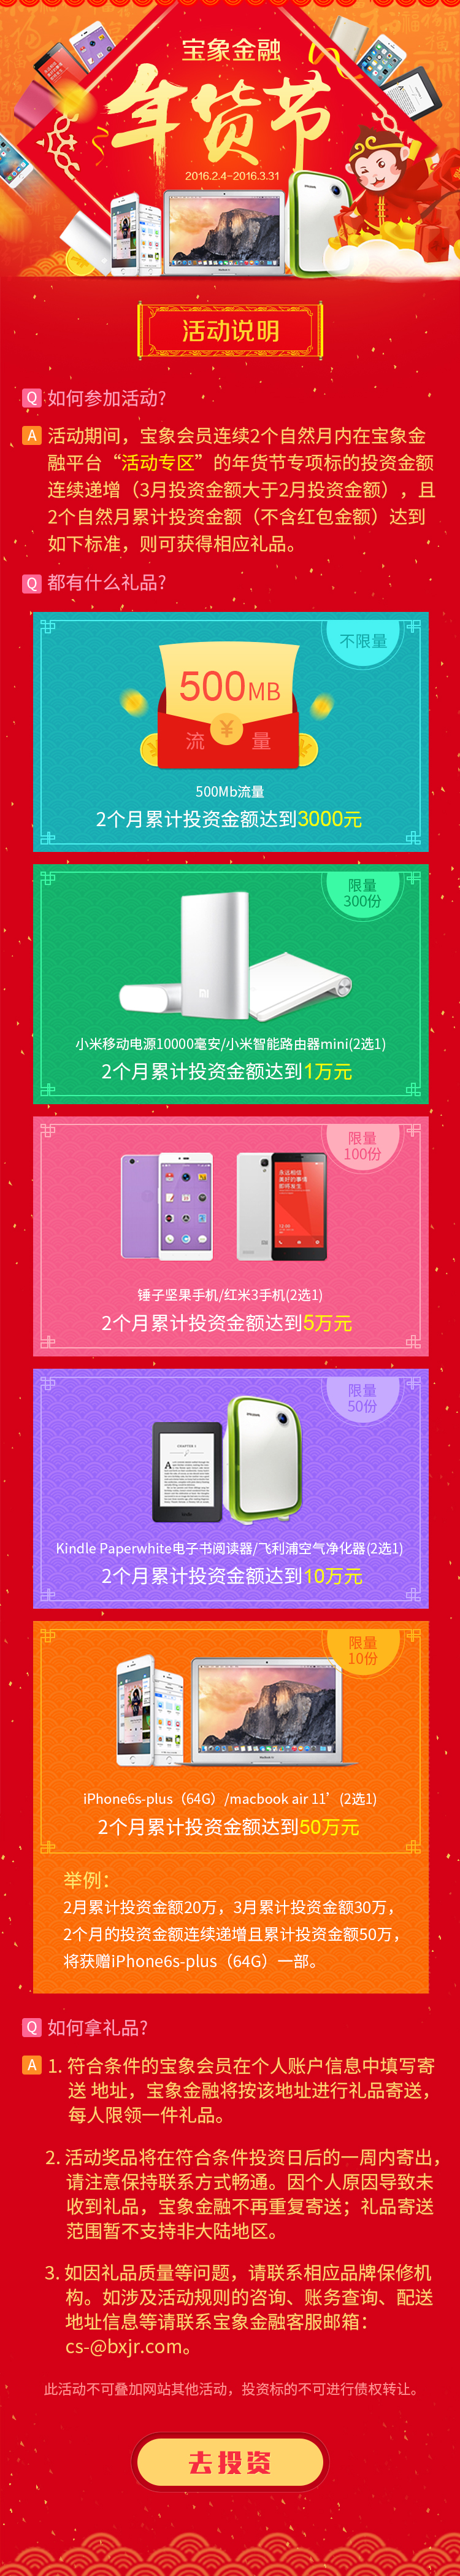 宝象金融
年货节
2016.2.4~2016.3.31
活动说明
Q 如何参加活动?
A 活动期间，宝象会员连续2个自然月内在宝象金
融平台“活动专区”的年货节专项标的投资金额
连续递增（3月投资金额大于2月投资金额），且
2个自然月累计投资金额（不含红包金额）达到
如下标准，则可获得相应礼品。
Q 都有什么礼品?
不限量
500MB
流 ¥ 量
500Mb流量
2个月累计投资金额达到3000元
限量
300份
小米移动电源10000毫安/小米智能路由器mini(2选1)
2个月累计投资金额达到1万元
限量
100份
锤子坚果手机/红米3手机(2选1)
2个月累计投资金额达到5万元
限量
50份
Kindle Paperwhite电子书阅读器/飞利浦空气净化器(2选1)
2个月累计投资金额达到10万元
限量
10份
iPhone6s-plus（64G）/macbook air 11’(2选1)
2个月累计投资金额达到50万元
举例：
2月累计投资金额20万，3月累计投资金额30万，
2个月的投资金额连续递增且累计投资金额50万，
将获赠iPhone6s-plus（64G）一部。
Q 如何拿礼品?
A 1. 符合条件的宝象会员在个人账户信息中填写寄
送 地址，宝象金融将按该地址进行礼品寄送，
每人限领一件礼品。
2. 活动奖品将在符合条件投资日后的一周内寄出，
请注意保持联系方式畅通。因个人原因导致未
收到礼品，宝象金融不再重复寄送；礼品寄送
范围暂不支持非大陆地区。
3. 如因礼品质量等问题，请联系相应品牌保修机
构。如涉及活动规则的咨询、账务查询、配送
地址信息等请联系宝象金融客服邮箱：
cs-@bxjr.com。
此活动不可叠加网站其他活动，投资标的不可进行债权转让。
去投资